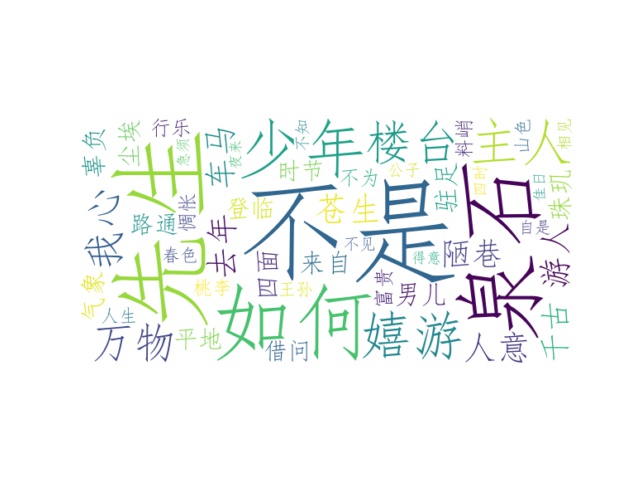 不是
先生
泉石
如何
少年
楼台
主人
嬉游
我心
万物
车马
去年
苍生
游人
人意
陋巷
男儿
千古
珠玑
四面
来自
登临
时节
驻足
路通
平地
借问
富贵
气象
辜负
尘埃
行乐
惆怅
春色
人生
桃李
王孙
不为
不见
公子
得意
料峭
山色
佳日
自是
四时
相见
不知
急须
夜来